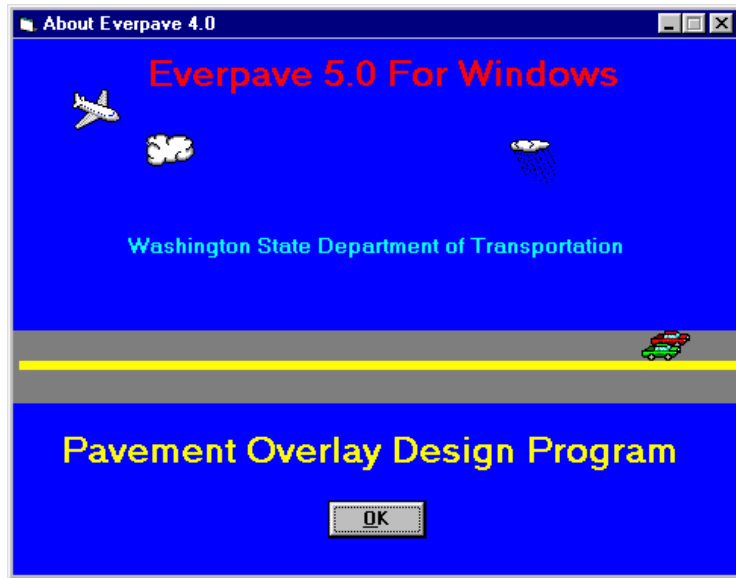 About Everpave 4.0
Everpave 5.0 For Windows
Washington State Department of Transportation
Pavement Overlay Design Program
OK